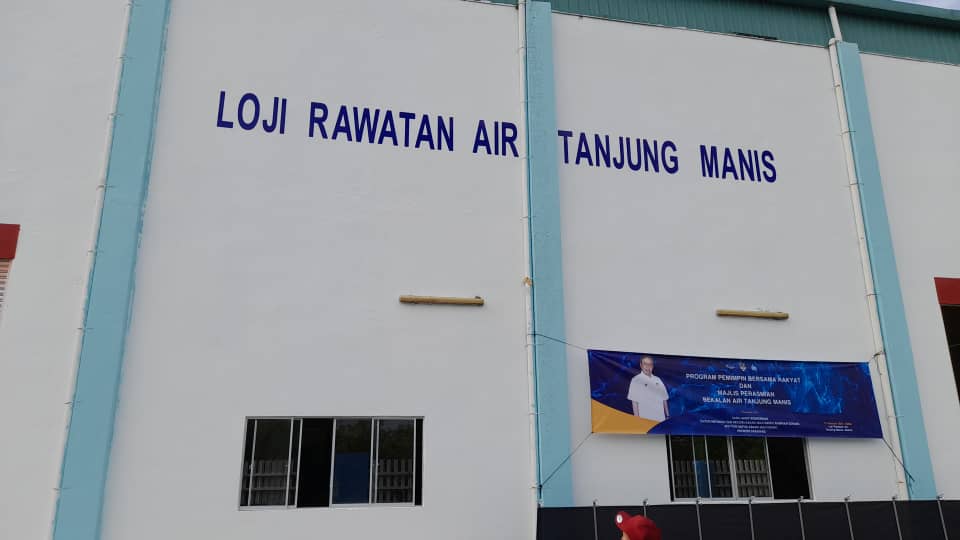 LOJI RAWATAN AIR TANJUNG MANIS
PROGRAM PEMIMPIN BERSAMA RAKYAT
DAN
MAJLIS PERASMIAN
BEKALAN AIR TANJUNG MANIS